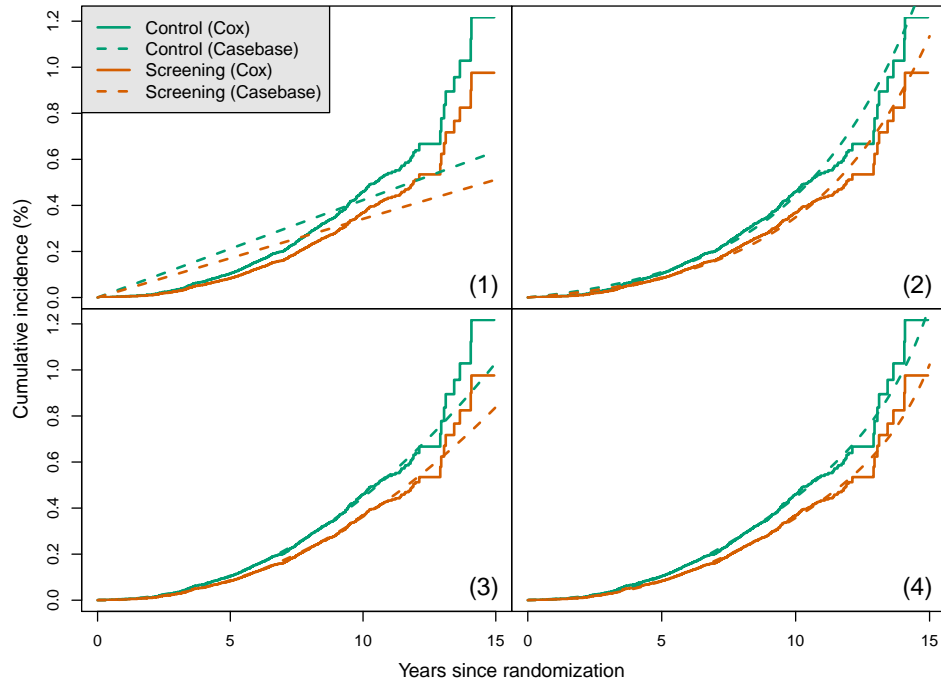 Control (Cox)
Control (Casebase)
Screening (Cox)
Screening (Casebase)
1.2
1.0
0.8
0.6
0.4
0.2
0.0
(1)
(2)
Cumulative incidence (%)
1.2
1.0
0.8
0.6
0.4
0.2
0.0
(3)
(4)
0 5 10 15
0 5 10 15
Years since randomization